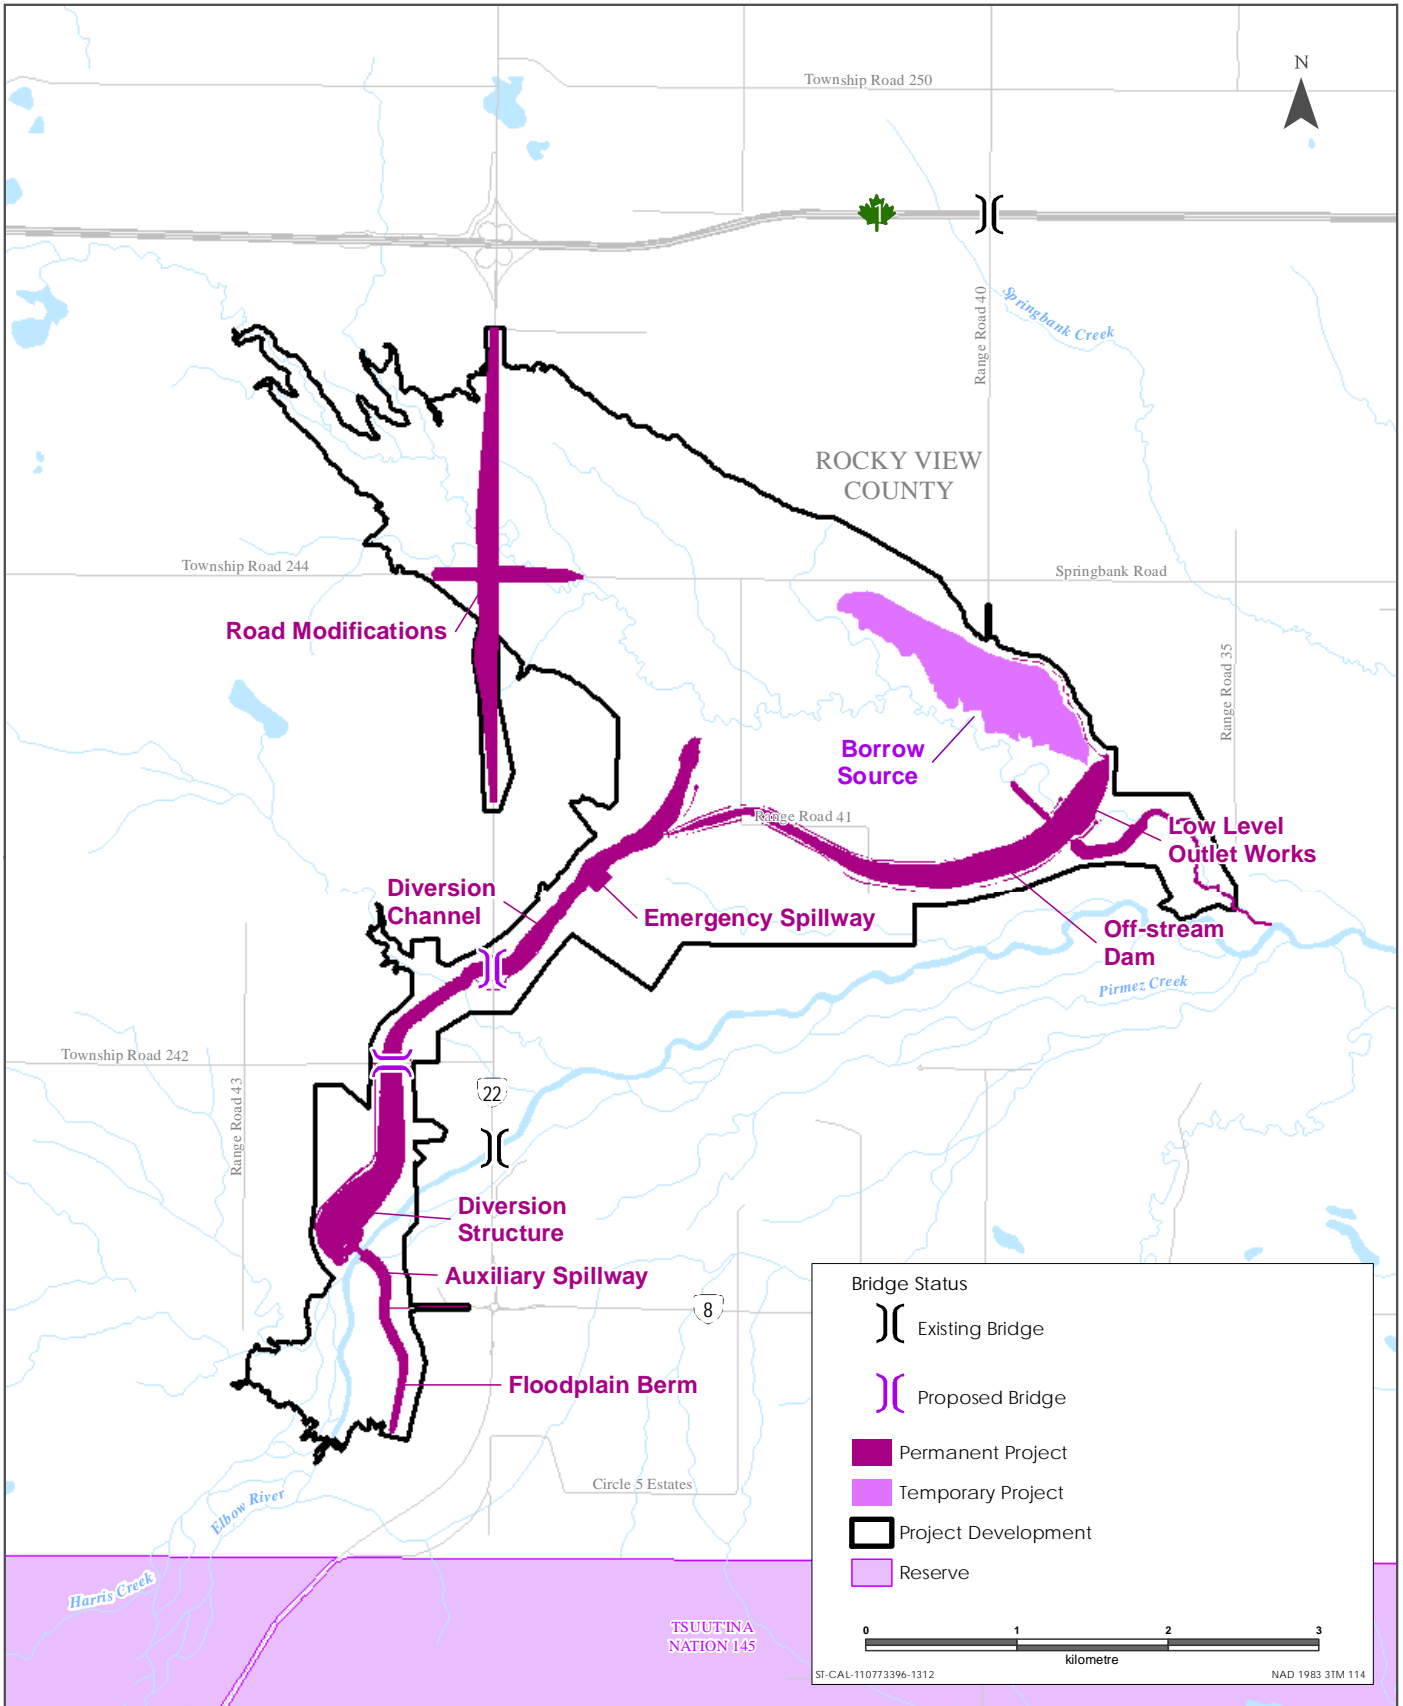 Township Road 250
N
1
Range Road 40
Springbank Creek
ROCKY VIEW
COUNTY
Township Road 244
Springbank Road
Road Modifications
Range Road 35
Borrow
Source
Range Road 41
Low Level
Outlet Works
Diversion
Channel
Emergency Spillway
Off-stream
Dam
Pirmez Creek
Township Road 242
Range Road 43
22
Diversion
Structure
Auxiliary Spillway
8
Floodplain Berm
Circle 5 Estates
Elbow River
Harris Creek
TSUUT'INA
NATION 145
Bridge Status
Existing Bridge
Proposed Bridge
Permanent Project
Temporary Project
Project Development
Reserve
0 1 2 3
kilometre
ST-CAL-110773396-1312
NAD 1983 3TM 114